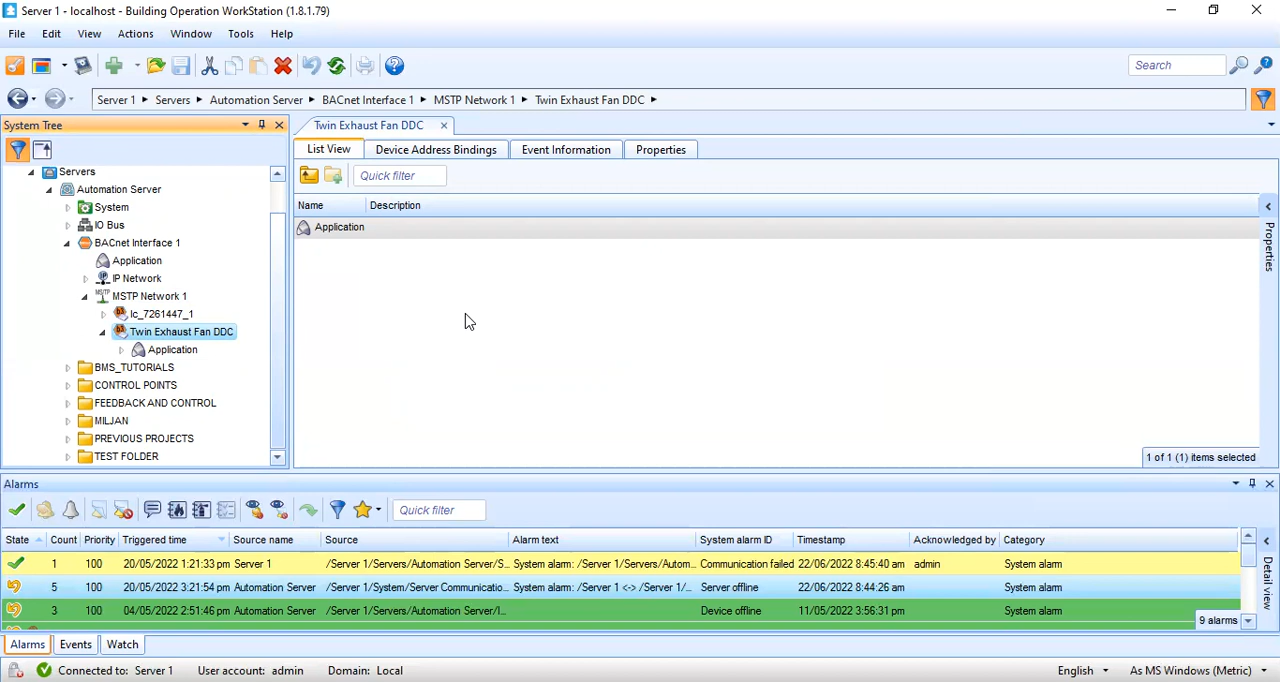 Server 1 - localhost - Building Operation WorkStation (1.8.1.79)
File Edit View Actions Window Tools Help
Search
Server 1 Servers Automation Server BACnet Interface 1 MSTP Network 1 Twin Exhaust Fan DDC
System Tree
Servers
Automation Server
System
IO Bus
BACnet Interface 1
Application
IP Network
MSTP Network 1
lc_7261447_1
Twin Exhaust Fan DDC
Application
BMS_TUTORIALS
CONTROL POINTS
FEEDBACK AND CONTROL
MILJAN
PREVIOUS PROJECTS
TEST FOLDER
Twin Exhaust Fan DDC
List View Device Address Bindings Event Information Properties
Quick filter
Name Description
Application
Properties
1 of 1 (1) items selected
Alarms
Quick filter
State Count Priority Triggered time Source name Source Alarm text System alarm ID Timestamp Acknowledged by Category
1 100 20/05/2022 1:21:33 pm Server 1 /Server 1/Servers/Automation Server/S... System alarm: /Server 1/Servers/Autom... Communication failed 22/06/2022 8:45:40 am admin System alarm
5 100 20/05/2022 3:21:54 pm Automation Server /Server 1/System/Server Communicatio... System alarm: /Server 1 <-> /Server 1/... Server offline 22/06/2022 8:44:26 am System alarm
3 100 04/05/2022 2:51:46 pm Automation Server /Server 1/Servers/Automation Server/I... Device offline 11/05/2022 3:56:31 pm System alarm
9 alarms
Detail view
Alarms Events Watch
Connected to: Server 1 User account: admin Domain: Local English As MS Windows (Metric)